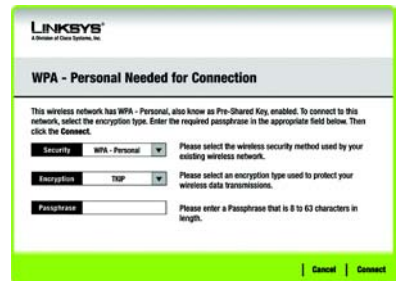 LINKSYS®
A Division of Cisco Systems, Inc.
WPA - Personal Needed for Connection
This wireless network has WPA - Personal, also know as Pre-Shared Key, enabled. To connect to this
network, select the encryption type. Enter the required passphrase in the appropriate field below. Then
click the Connect.
Security WPA - Personal Please select the wireless security method used by your
existing wireless network.
Encryption TKIP Please select an encryption type used to protect your
wireless data transmissions.
Passphrase Please enter a Passphrase that is 8 to 63 characters in
length.
Cancel Connect